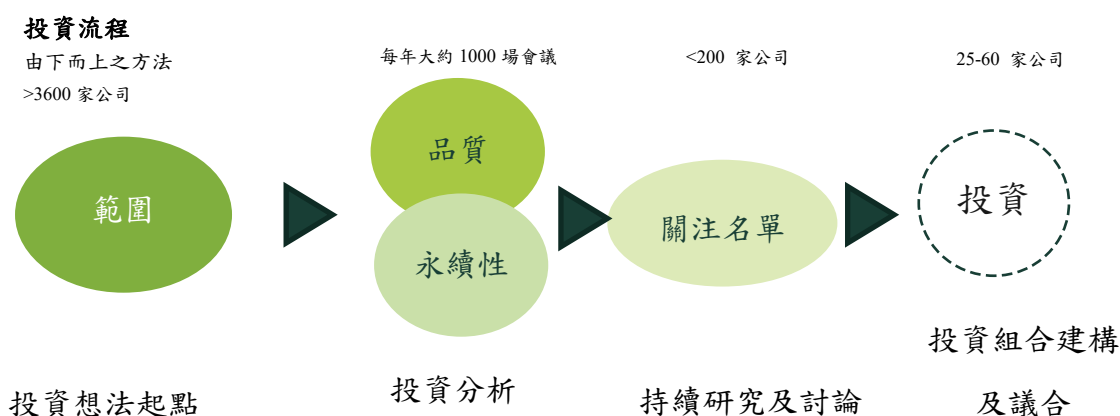 投資流程
由下而上之方法
>3600 家公司
每年大約 1000 場會議
<200 家公司
25-60 家公司
範圍
品質
永續性
關注名單
投資
投資想法起點
投資分析
持續研究及討論
投資組合建構
及議合